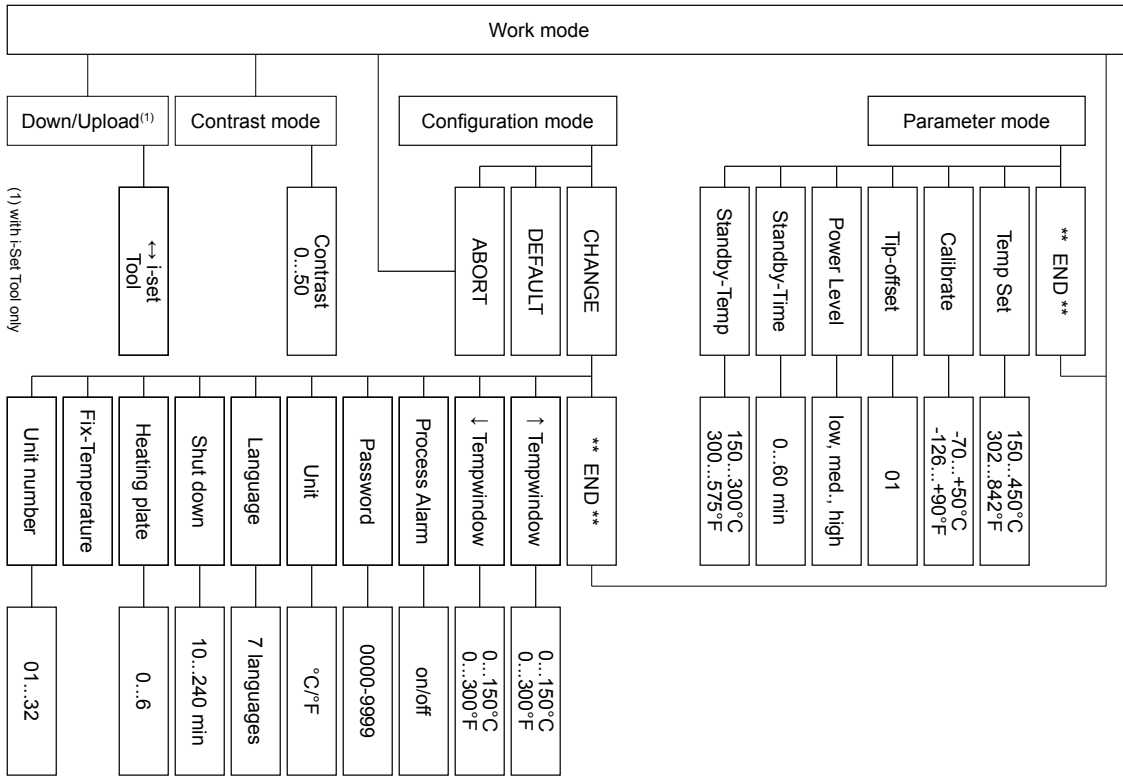 Work mode
Down/Upload(1)
Contrast mode
Configuration mode
Parameter mode
↔ i-set
Tool
Contrast
0...50
ABORT
DEFAULT
CHANGE
Standby-Temp
Standby-Time
Power Level
Tip-offset
Calibrate
Temp Set
** END **
150...300°C
300...575°F
0...60 min
low, med., high
01
-70...+50°C
-126...+90°F
150...450°C
302...842°F
Unit number
Fix-Temperature
Heating plate
Shut down
Language
Unit
Password
Process Alarm
↓ Tempwindow
↑ Tempwindow
** END **
01...32
0...6
10...240 min
7 languages
°C/°F
0000-9999
on/off
0...150°C
0...300°F
0...150°C
0...300°F
(1) with i-Set Tool only